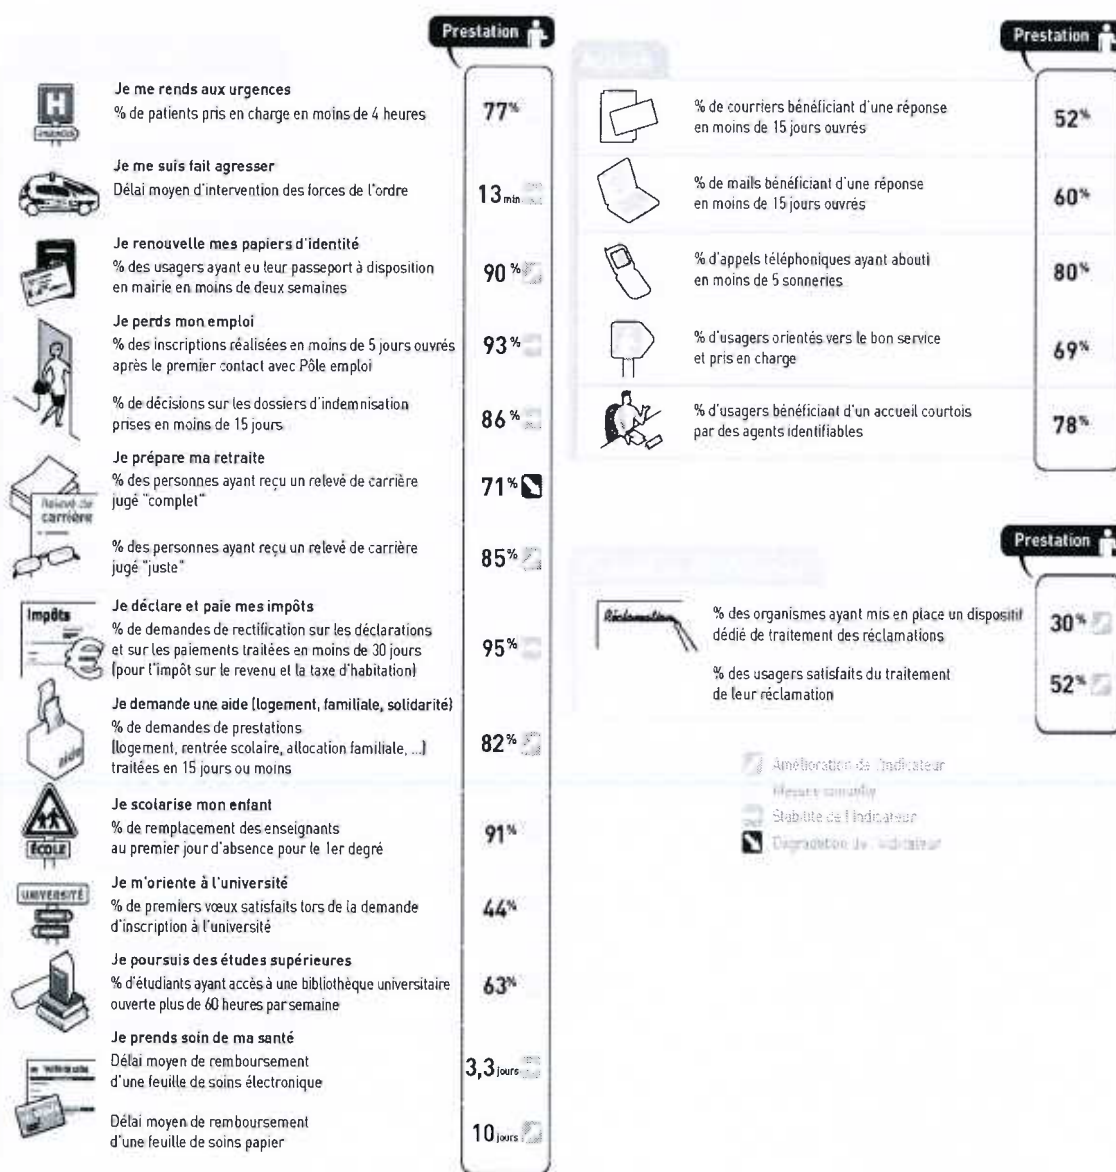 Prestation
Je me rends aux urgences
% de patients pris en charge en moins de 4 heures
77%
Je me suis fait agresser
Délai moyen d'intervention des forces de l'ordre
13 min
Je renouvelle mes papiers d'identité
% des usagers ayant eu leur passeport à disposition
en mairie en moins de deux semaines
90 %
Je perds mon emploi
% des inscriptions réalisées en moins de 5 jours ouvrés
après le premier contact avec Pôle emploi
93 %
% de décisions sur les dossiers d'indemnisation
prises en moins de 15 jours
86 %
Je prépare ma retraite
% des personnes ayant reçu un relevé de carrière
jugé "complet"
71 %
Relevé de
carrière
% des personnes ayant reçu un relevé de carrière
jugé "juste"
85 %
Impôts
Je déclare et paie mes impôts
% de demandes de rectification sur les déclarations
et sur les paiements traitées en moins de 30 jours
(pour l'impôt sur le revenu et la taxe d'habitation)
95 %
Je demande une aide (logement, familiale, solidarité)
% de demandes de prestations
(logement, rentrée scolaire, allocation familiale, ...)
traitées en 15 jours ou moins
82 %
aide
Je scolarise mon enfant
% de remplacement des enseignants
au premier jour d'absence pour le 1er degré
91%
ÉCOLE
Je m'oriente à l'université
UNIVERSITÉ
% de premiers vœux satisfaits lors de la demande
d'inscription à l'université
44%
Je poursuis des études supérieures
% d'étudiants ayant accès à une bibliothèque universitaire
ouverte plus de 60 heures par semaine
63%
Je prends soin de ma santé
Délai moyen de remboursement
d'une feuille de soins électronique
3,3 jours
Délai moyen de remboursement
d'une feuille de soins papier
10 jours
Prestation
% de courriers bénéficiant d'une réponse
en moins de 15 jours ouvrés
52%
% de mails bénéficiant d'une réponse
en moins de 15 jours ouvrés
60%
% d'appels téléphoniques ayant abouti
en moins de 5 sonneries
80%
% d'usagers orientés vers le bon service
et pris en charge
69%
% d'usagers bénéficiant d'un accueil courtois
par des agents identifiables
78%
Prestation
Réclamation
% des organismes ayant mis en place un dispositif
dédié de traitement des réclamations
30%
% des usagers satisfaits du traitement
de leur réclamation
52%
Amélioration de l'indicateur
Stabilité de l'indicateur
Dégradation de l'indicateur